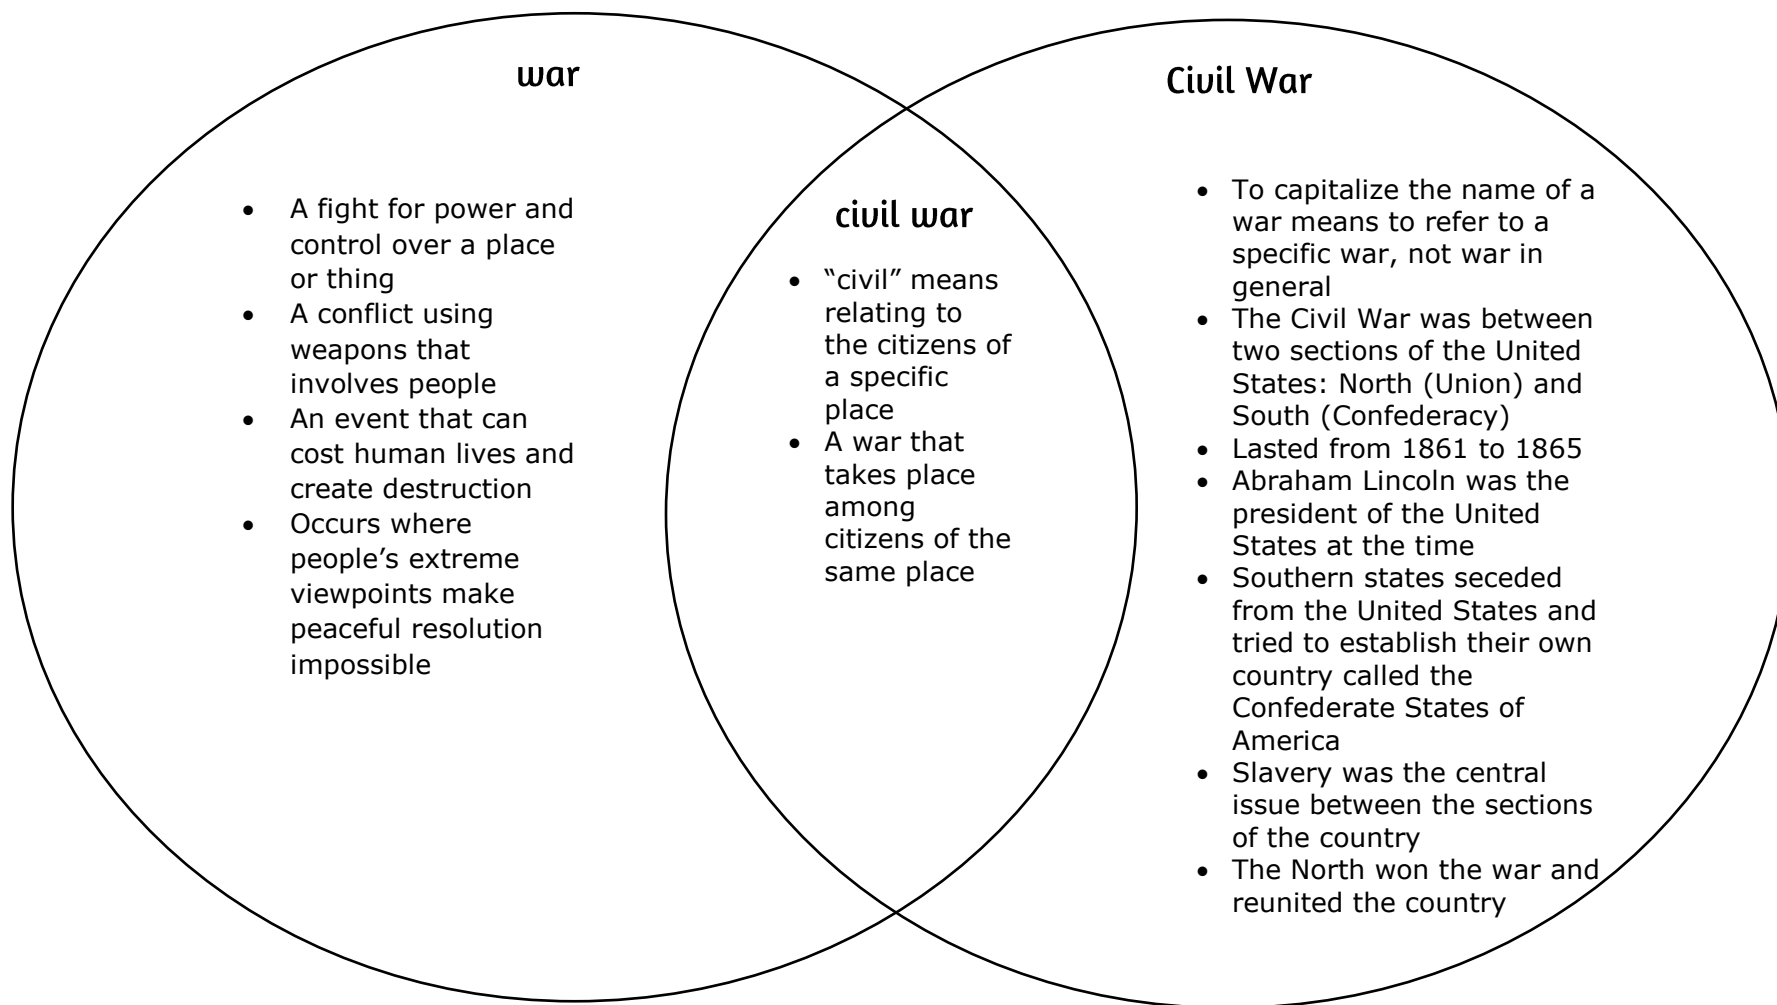 war
• A fight for power and
control over a place
or thing
• A conflict using
weapons that
involves people
• An event that can
cost human lives and
create destruction
• Occurs where
people’s extreme
viewpoints make
peaceful resolution
impossible
civil war
• “civil” means
relating to
the citizens of
a specific
place
• A war that
takes place
among
citizens of the
same place
Civil War
• To capitalize the name of a
war means to refer to a
specific war, not war in
general
• The Civil War was between
two sections of the United
States: North (Union) and
South (Confederacy)
• Lasted from 1861 to 1865
• Abraham Lincoln was the
president of the United
States at the time
• Southern states seceded
from the United States and
tried to establish their own
country called the
Confederate States of
America
• Slavery was the central
issue between the sections
of the country
• The North won the war and
reunited the country